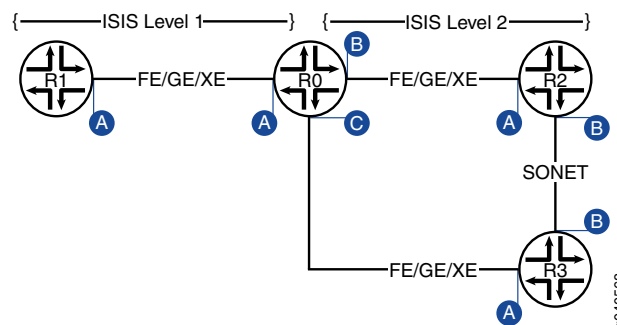 { ISIS Level 1 } { ISIS Level 2 }
B
R1 FE/GE/XE R0 FE/GE/XE R2
A A C A B
SONET
B
FE/GE/XE R3
A